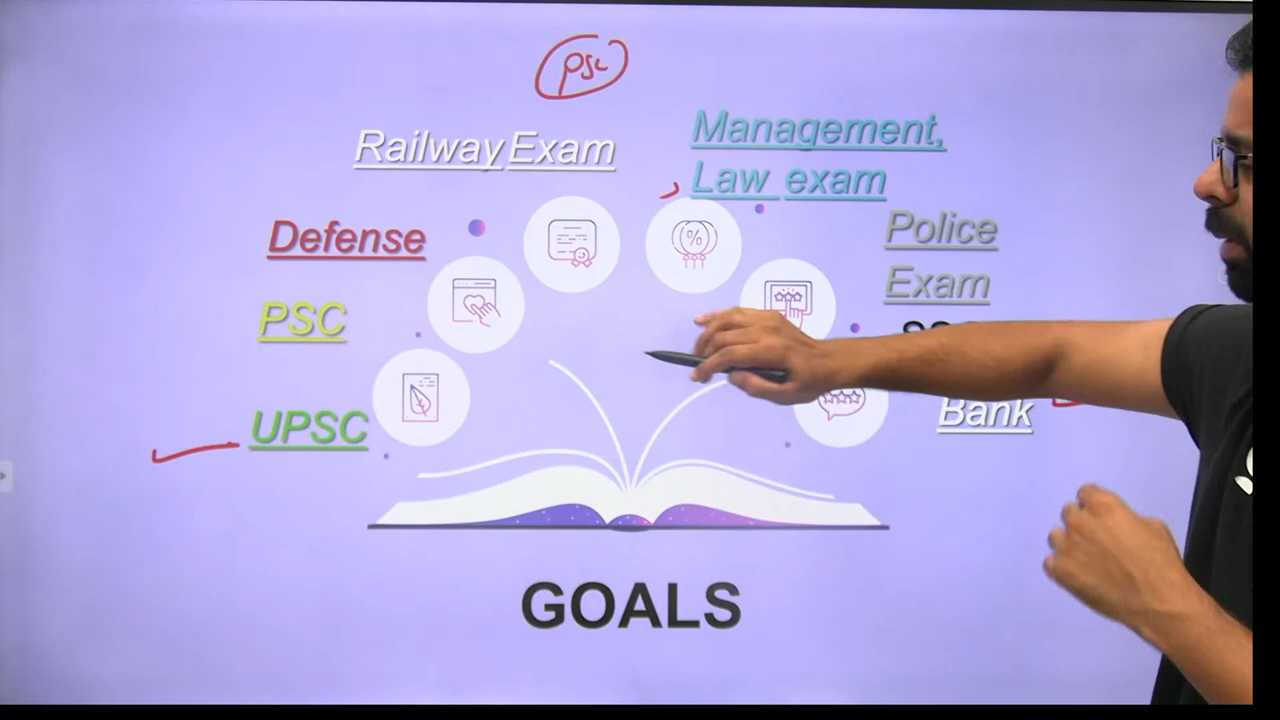 PSC
Railway Exam
Management,
Law exam
Defense
Police
Exam
PSC
UPSC
Bank
GOALS